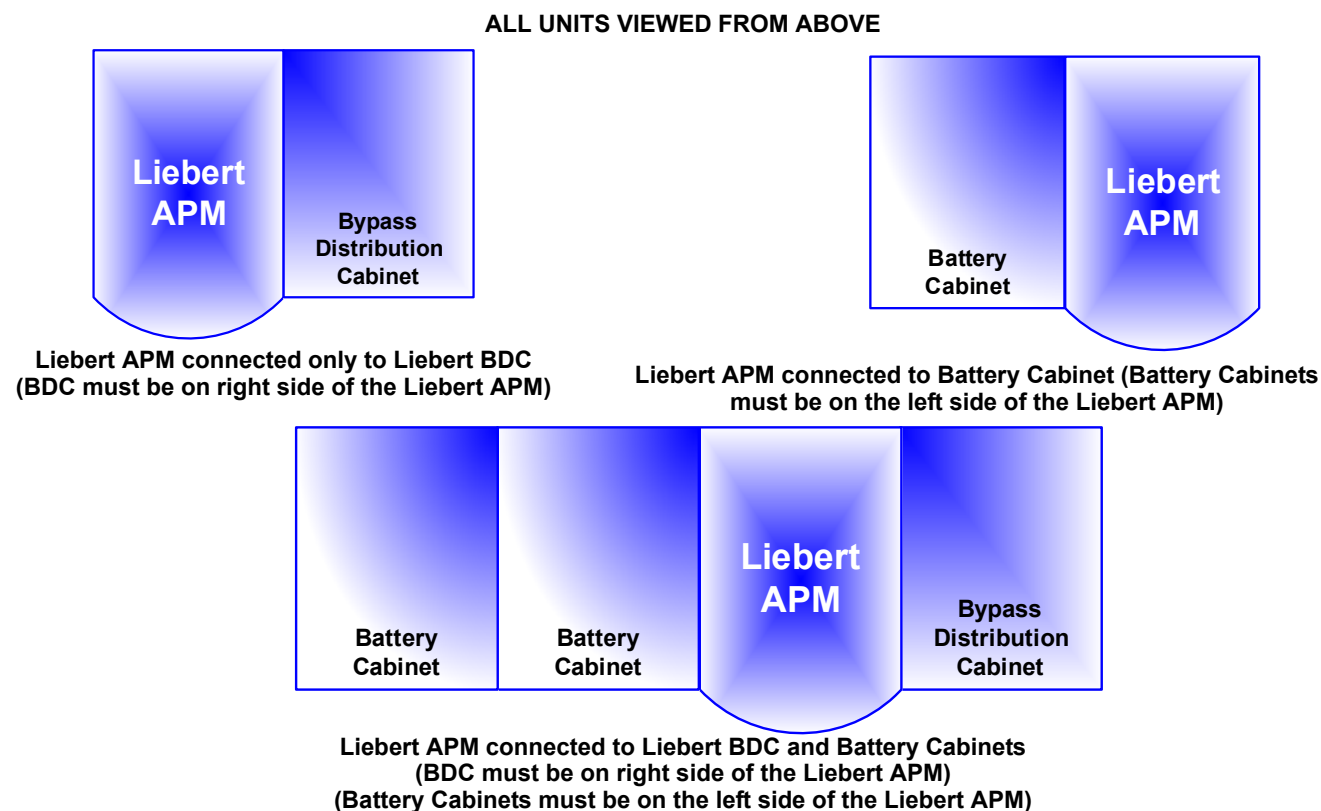 ALL UNITS VIEWED FROM ABOVE
Liebert
APM
Bypass
Distribution
Cabinet
Liebert APM connected only to Liebert BDC
(BDC must be on right side of the Liebert APM)
Battery
Cabinet
Liebert
APM
Liebert APM connected to Battery Cabinet (Battery Cabinets
must be on the left side of the Liebert APM)
Battery
Cabinet
Battery
Cabinet
Liebert
APM
Bypass
Distribution
Cabinet
Liebert APM connected to Liebert BDC and Battery Cabinets
(BDC must be on right side of the Liebert APM)
(Battery Cabinets must be on the left side of the Liebert APM)